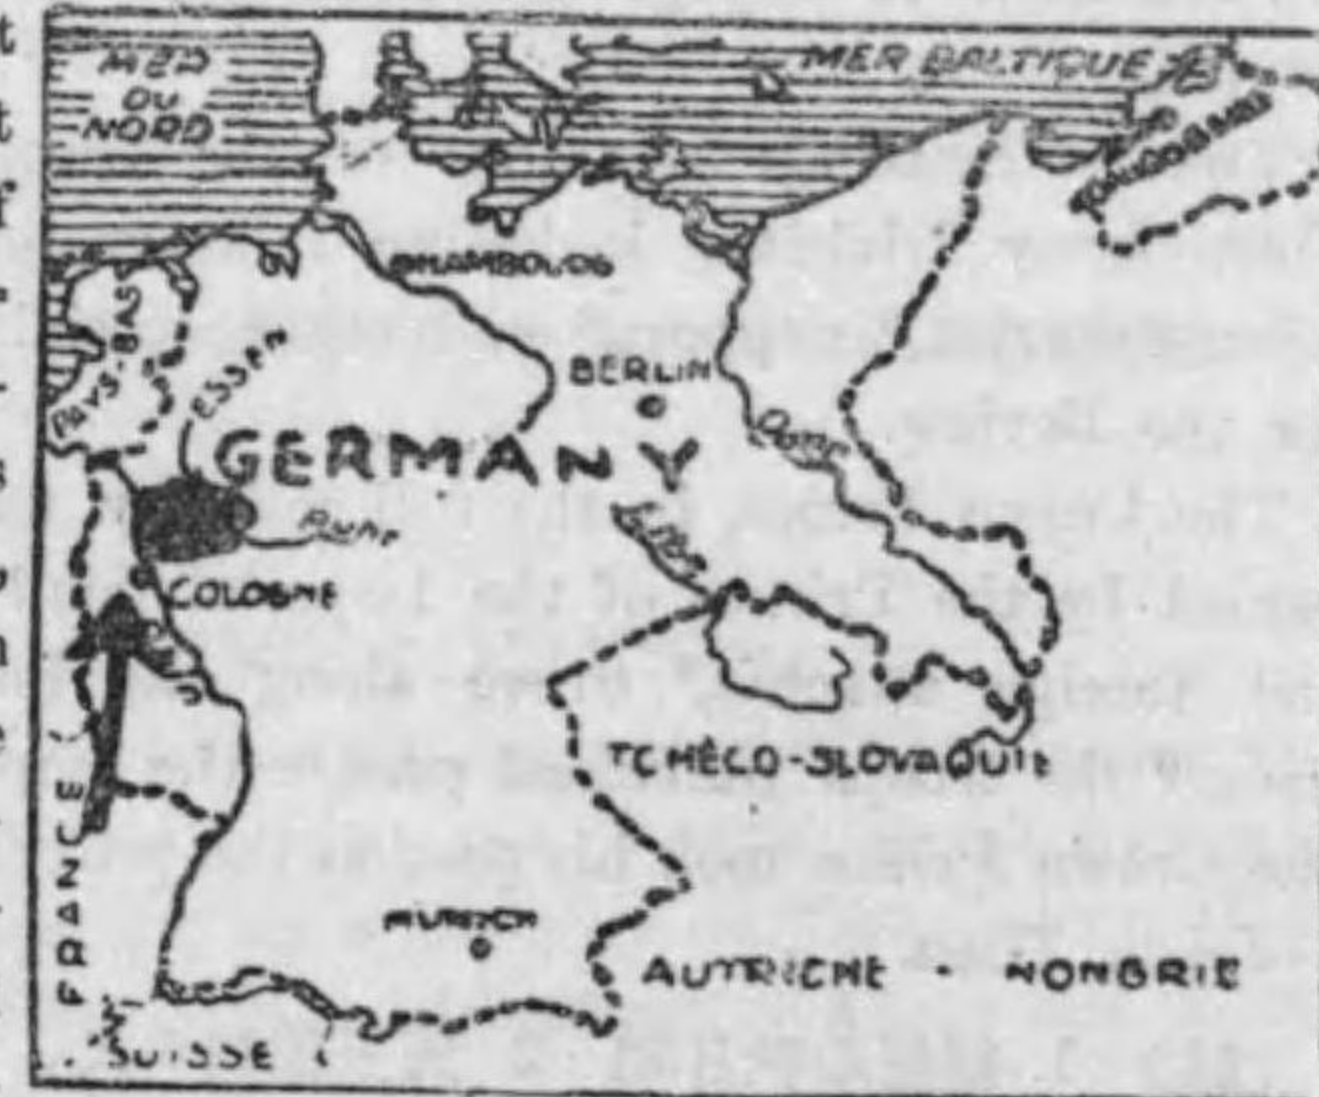 MER
DU
NORD
MER BALTIQUE
PAYS-BAS
ESSEN
BERLIN
GERMANY
Ruhr
COLOGNE
FRANCE
TCHÉCO-SLOVAQUIE
MUNICH
AUTRICHE - HONGRIE
SUISSE